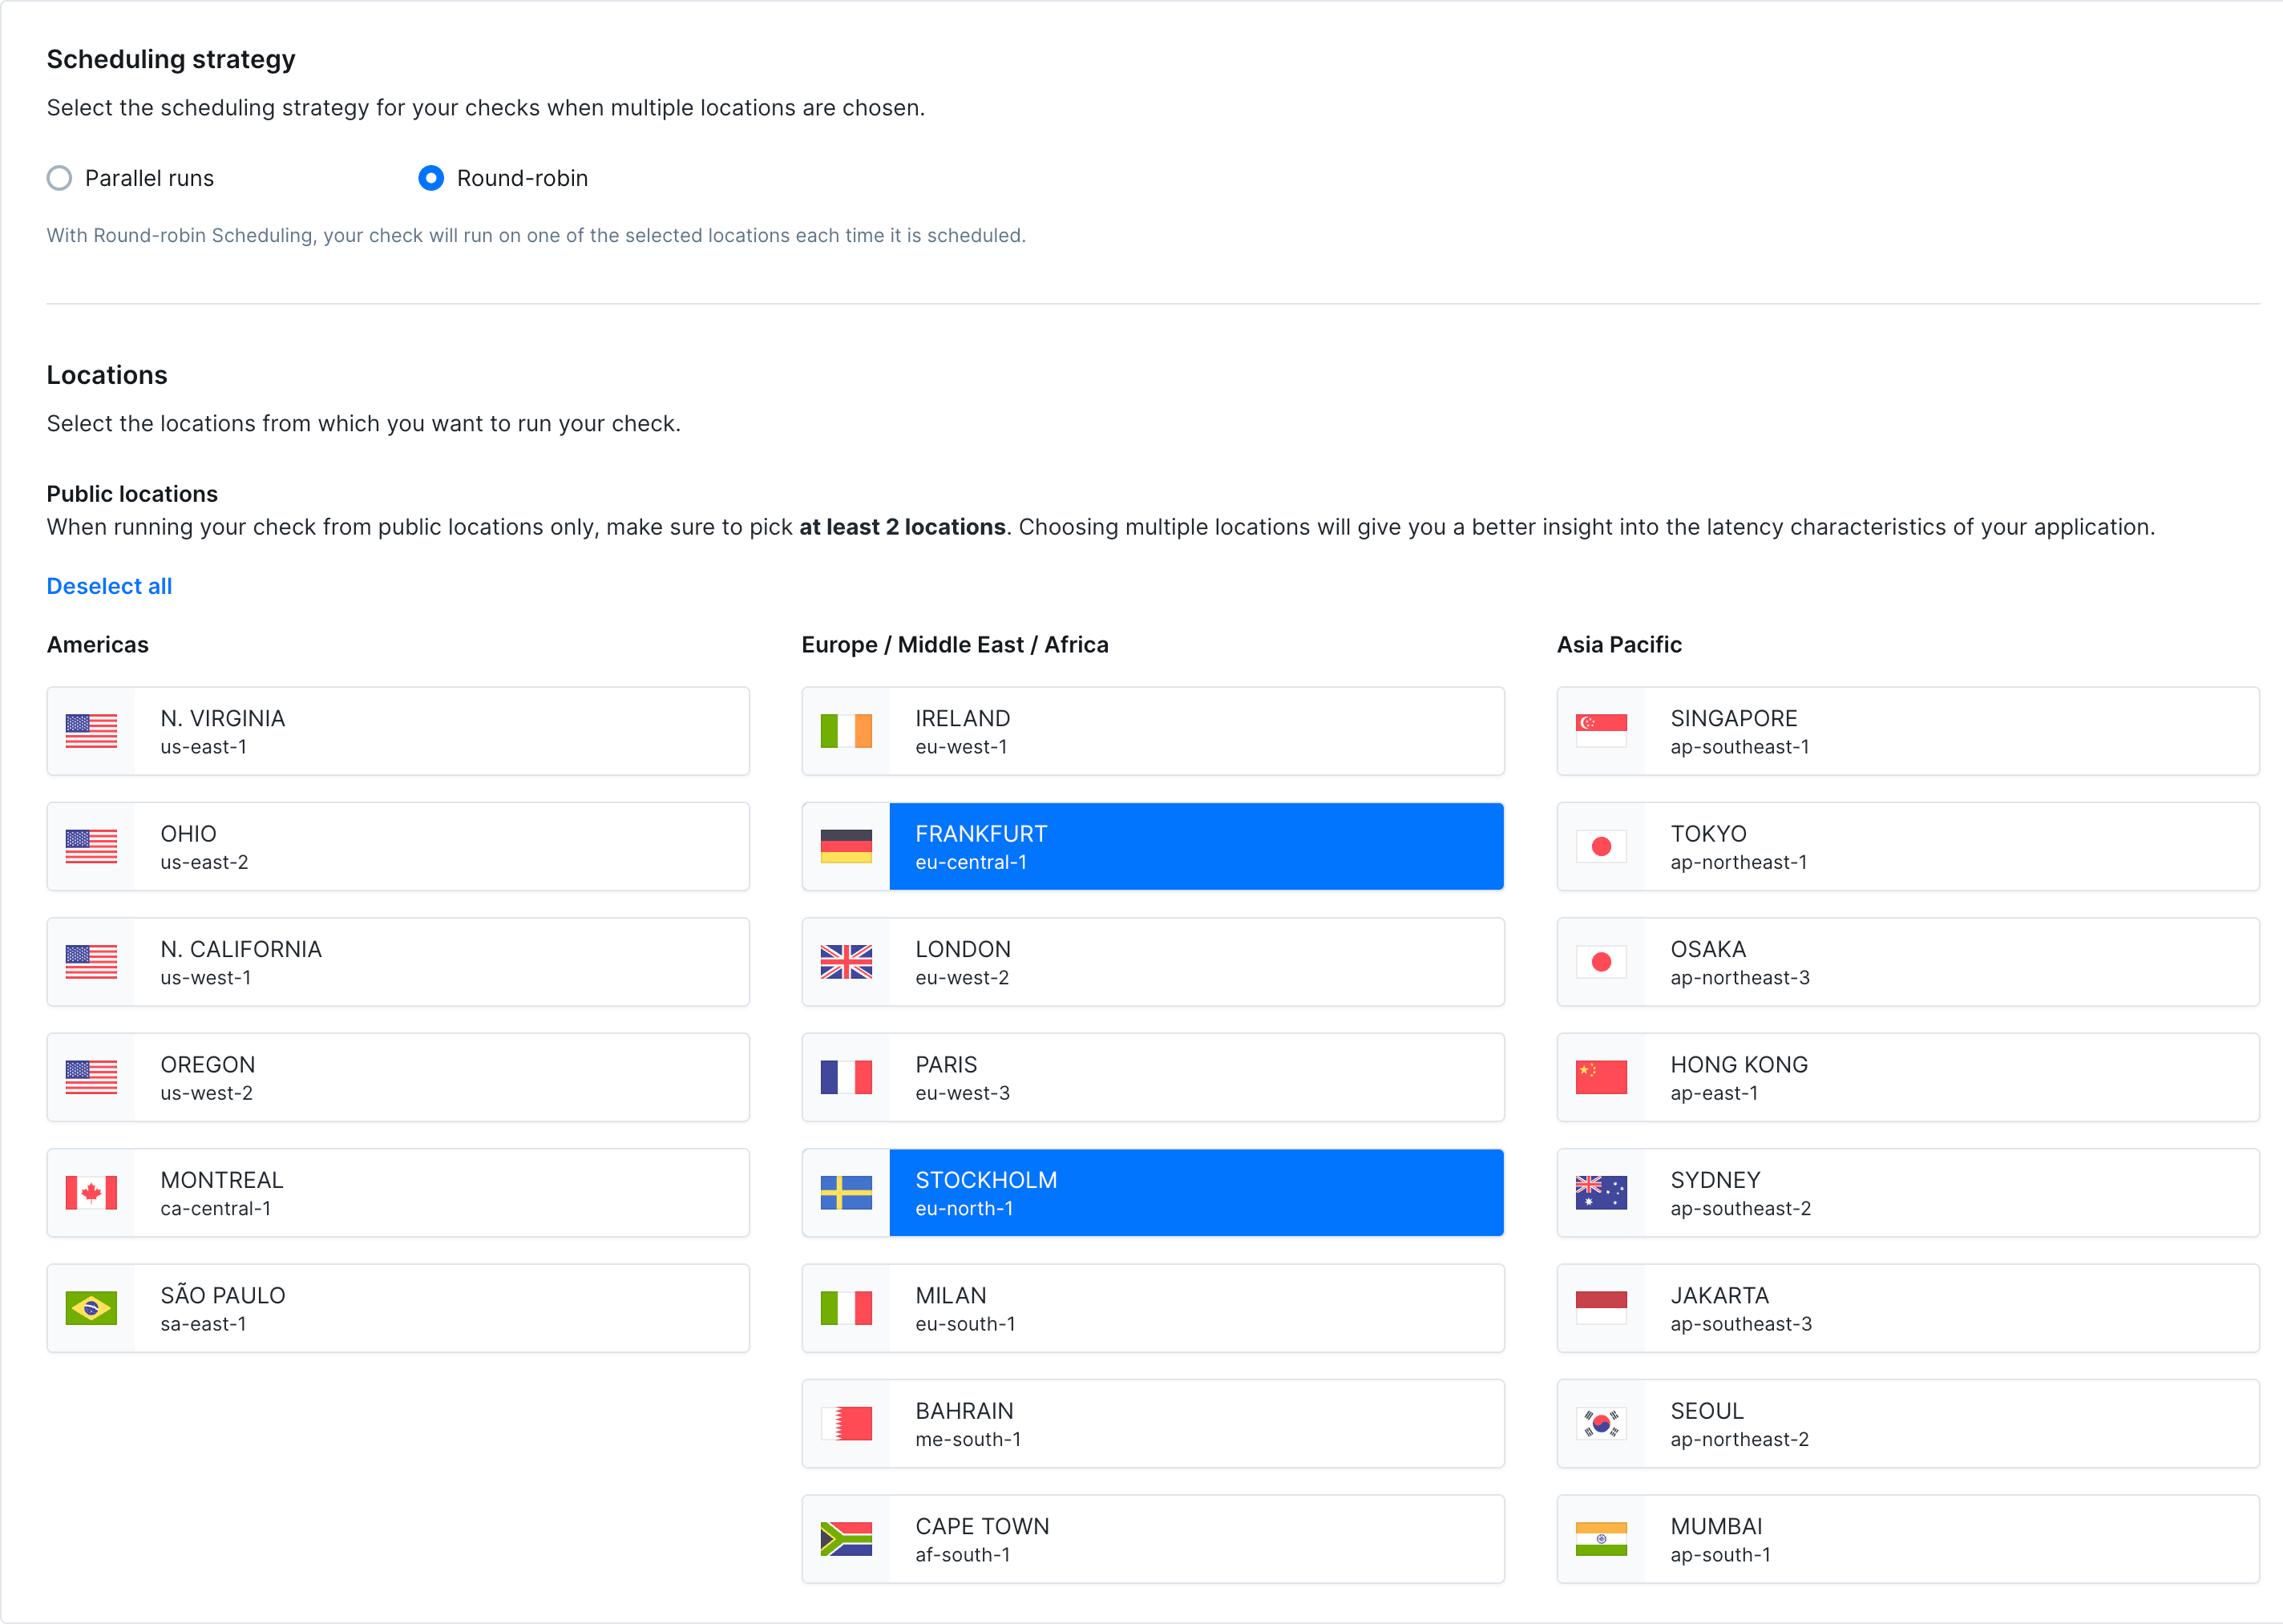 Scheduling strategy
Select the scheduling strategy for your checks when multiple locations are chosen.
Parallel runs
Round-robin
With Round-robin Scheduling, your check will run on one of the selected locations each time it is scheduled.
Locations
Select the locations from which you want to run your check.
Public locations
When running your check from public locations only, make sure to pick at least 2 locations. Choosing multiple locations will give you a better insight into the latency characteristics of your application.
Deselect all
Americas
N. VIRGINIA
us-east-1
OHIO
us-east-2
N. CALIFORNIA
us-west-1
OREGON
us-west-2
MONTREAL
ca-central-1
SÃO PAULO
sa-east-1
Europe / Middle East / Africa
IRELAND
eu-west-1
FRANKFURT
eu-central-1
LONDON
eu-west-2
PARIS
eu-west-3
STOCKHOLM
eu-north-1
MILAN
eu-south-1
BAHRAIN
me-south-1
CAPE TOWN
af-south-1
Asia Pacific
SINGAPORE
ap-southeast-1
TOKYO
ap-northeast-1
OSAKA
ap-northeast-3
HONG KONG
ap-east-1
SYDNEY
ap-southeast-2
JAKARTA
ap-southeast-3
SEOUL
ap-northeast-2
MUMBAI
ap-south-1